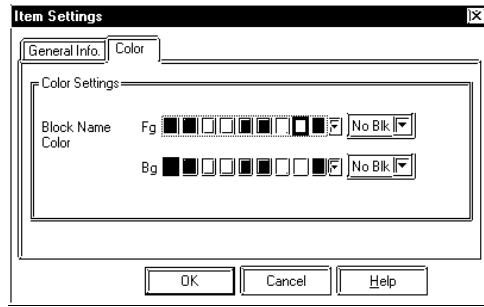 Item Settings
General Info. Color
Color Settings
Block Name Color
Fg No Blk
Bg No Blk
OK Cancel Help